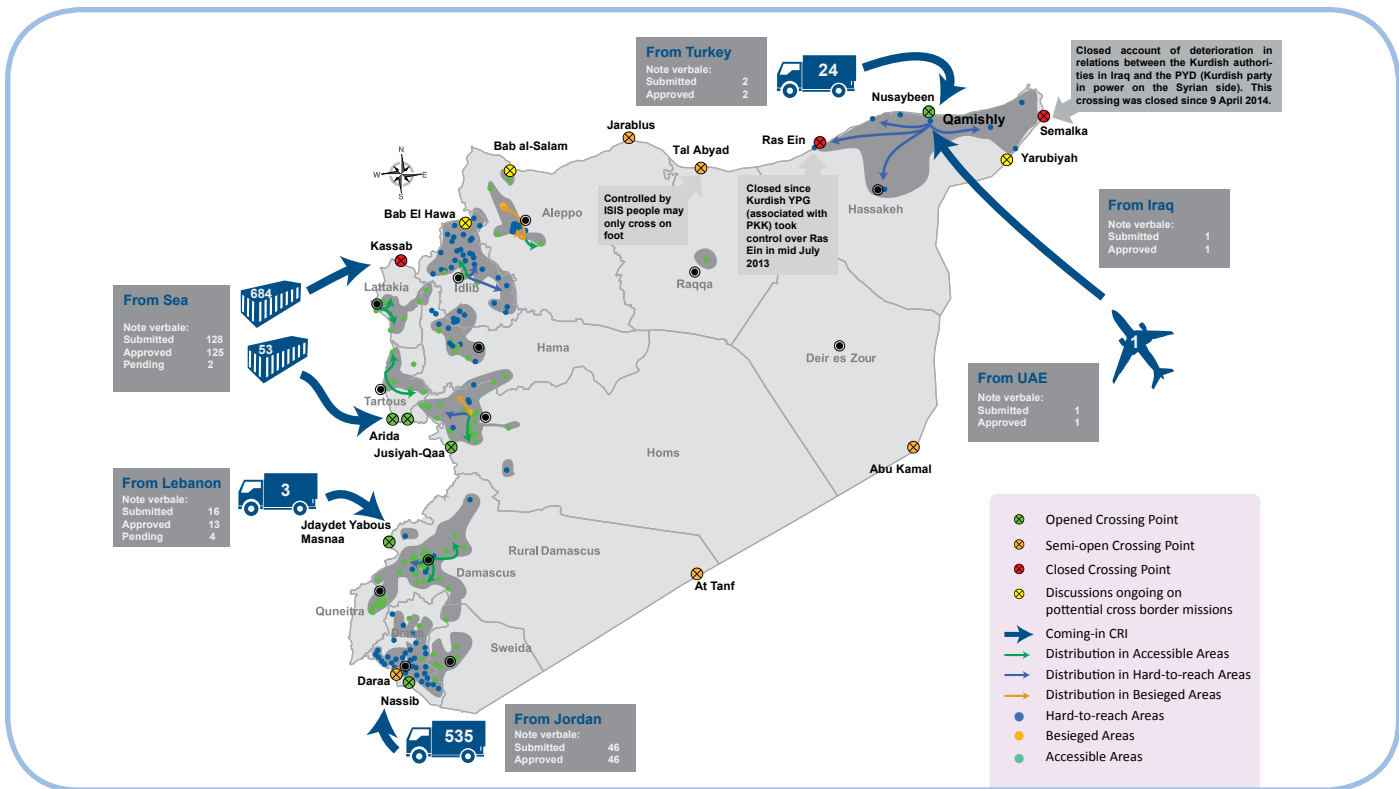 From Turkey
Note verbale:
Submitted 2
Approved 2
24
Closed account of deterioration in
relations between the Kurdish authori-
ties in Iraq and the PYD (Kurdish party
in power on the Syrian side). This
crossing was closed since 9 April 2014.
Nusaybeen
Qamishly
Semalka
Jarablus
Ras Ein
Bab al-Salam
Tal Abyad
Yarubiyah
N
W E
S
Controlled by
ISIS people may
only cross on
foot
Closed since
Kurdish YPG
(associated with
PKK) took
control over Ras
Ein in mid July
2013
Hassakeh
From Iraq
Note verbale:
Submitted 1
Approved 1
Bab El Hawa
Aleppo
Kassab
Lattakia
Idlib
Raqqa
From Sea
Note verbale:
Submitted 128
Approved 125
Pending 2
684
53
Hama
Deir es Zour
1
From UAE
Note verbale:
Submitted 1
Approved 1
Tartous
Arida
Jusiyah-Qaa
Homs
Abu Kamal
From Lebanon
Note verbale:
Submitted 16
Approved 13
Pending 4
3
Jdaydet Yabous
Masnaa
Rural Damascus
Damascus
At Tanf
Quneitra
Daraa
Sweida
Daraa
Nassib
535
From Jordan
Note verbale:
Submitted 46
Approved 46
Opened Crossing Point
Semi-open Crossing Point
Closed Crossing Point
Discussions ongoing on
pottential cross border missions
Coming-in CRI
Distribution in Accessible Areas
Distribution in Hard-to-reach Areas
Distribution in Besieged Areas
Hard-to-reach Areas
Besieged Areas
Accessible Areas